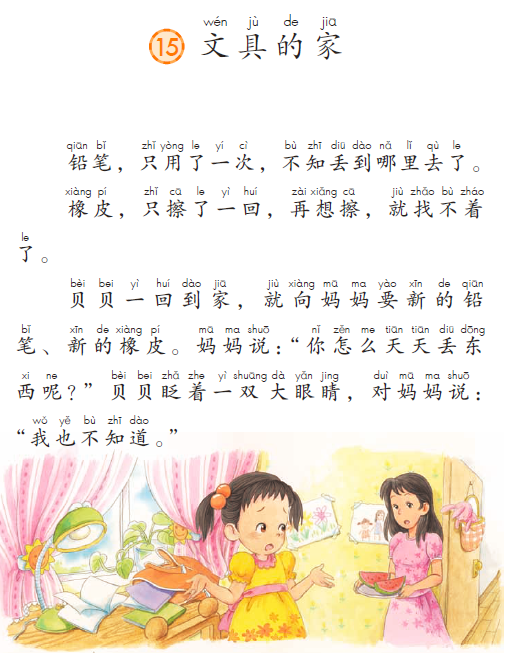 wén jù de jiā
15 文具的家
qiān bǐ zhǐ yòng le yí cì bù zhī diū dào nǎ lǐ qù le
铅笔，只用了一次，不知丢到哪里去了。
xiàng pí zhǐ cā le yì huí zài xiǎng cā jiù zhǎo bù zháo
橡皮，只擦了一回，再想擦，就找不着
le
了。
bèi bei yì huí dào jiā jiù xiàng mā ma yào xīn de qiān
贝贝一回到家，就向妈妈要新的铅
bǐ xīn de xiàng pí mā ma shuō nǐ zěn me tiān tiān diū dōng
笔、新的橡皮。妈妈说：“你怎么天天丢东
xi ne bèi bei zhǎ zhe yì shuāng dà yǎn jing duì mā ma shuō
西呢？”贝贝眨着一双大眼睛，对妈妈说：
wǒ yě bù zhī dào
“我也不知道。”